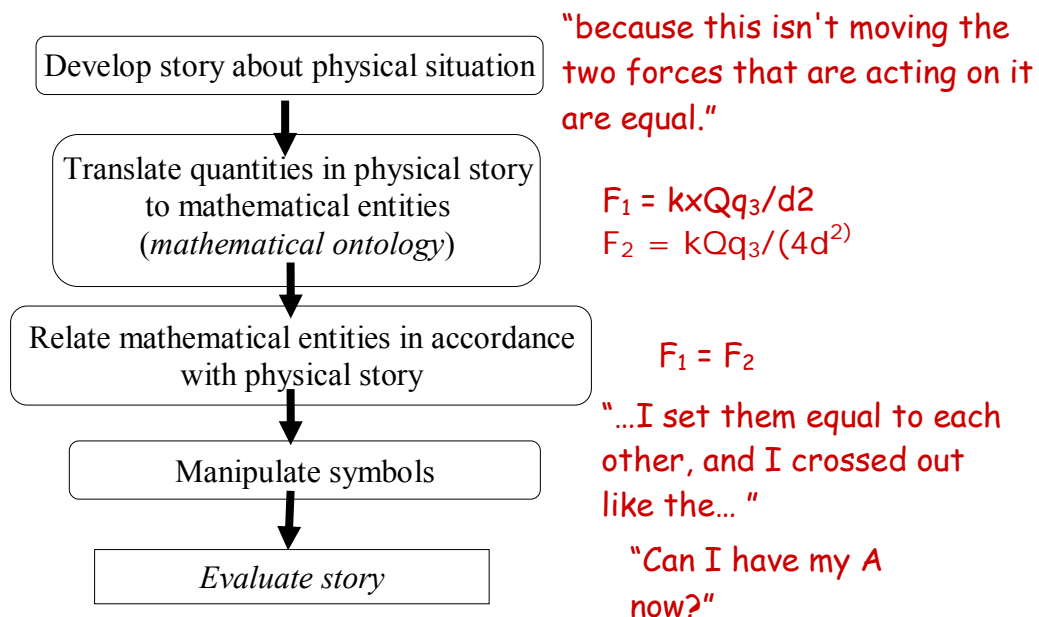 Develop story about physical situation
“because this isn't moving the
two forces that are acting on it
are equal.”
Translate quantities in physical story
to mathematical entities
(mathematical ontology)
F₁ = kxQq₃/d2
F₂ = kQq₃/(4d²⁾
Relate mathematical entities in accordance
with physical story
F₁ = F₂
Manipulate symbols
“…I set them equal to each
other, and I crossed out
like the… ”
Evaluate story
“Can I have my A
now?”